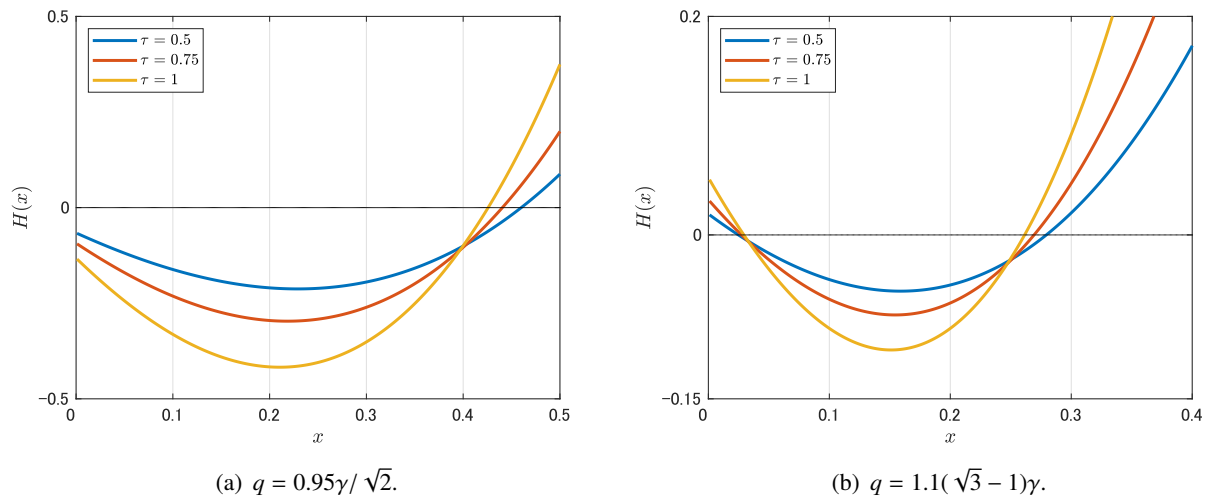 0.5
τ = 0.5
τ = 0.75
τ = 1
H(x)
0
−0.5
0 0.1 0.2 0.3 0.4 0.5
x
(a) q = 0.95γ/√2.
0.2
τ = 0.5
τ = 0.75
τ = 1
H(x)
0
−0.15
0 0.1 0.2 0.3 0.4
x
(b) q = 1.1(√3 − 1)γ.